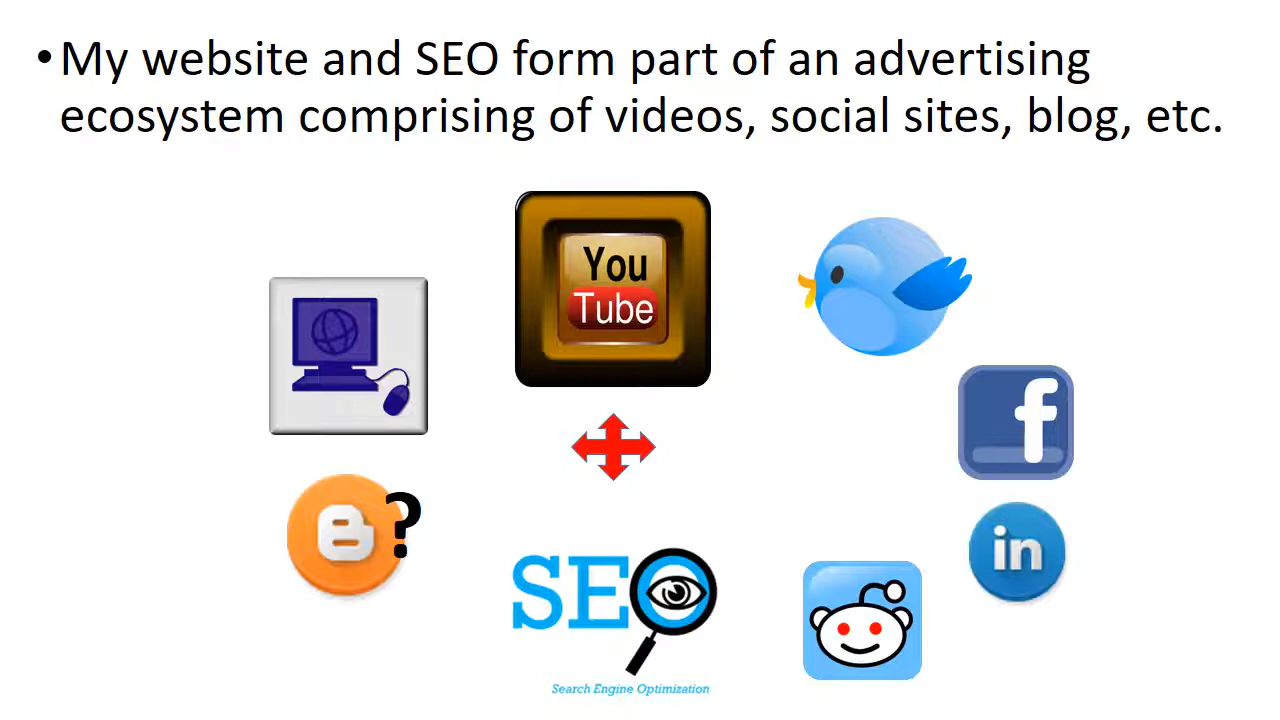 •My website and SEO form part of an advertising
ecosystem comprising of videos, social sites, blog, etc.
You
Tube
f
?
in
SEO
Search Engine Optimization